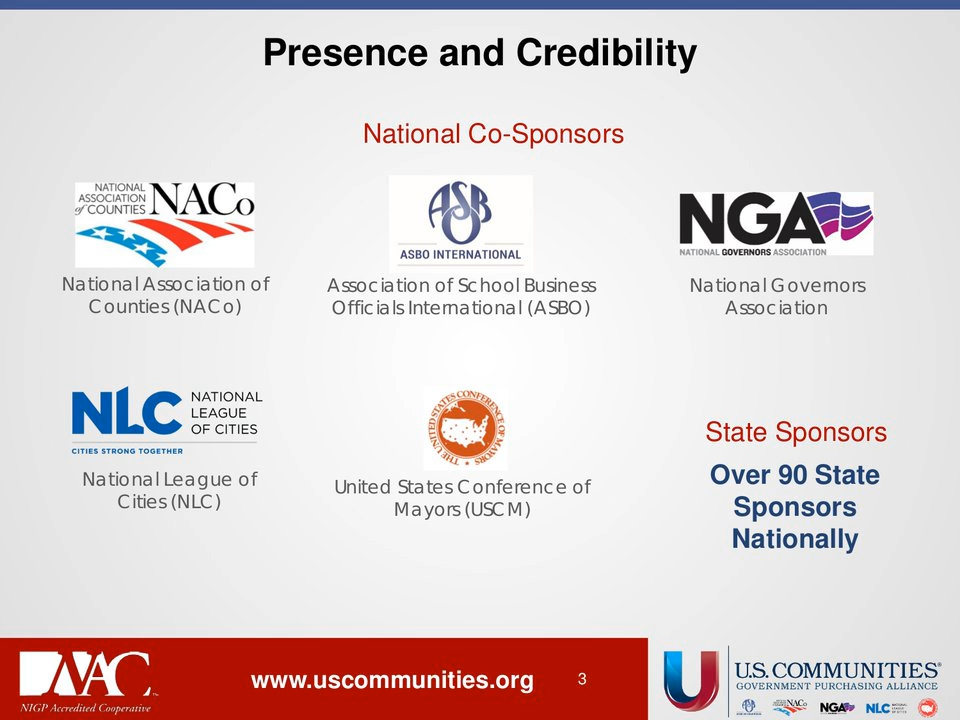 Presence and Credibility
National Co-Sponsors
NATIONAL
ASSOCIATION
of COUNTIES
NACo
National Association of
Counties (NACo)
ASB
ASBO INTERNATIONAL
Association of School Business
Officials International (ASBO)
NGA
NATIONAL GOVERNORS ASSOCIATION
National Governors
Association
NLC
NATIONAL
LEAGUE
OF CITIES
CITIES STRONG TOGETHER
National League of
Cities (NLC)
THE UNITED STATES CONFERENCE OF MAYORS
United States Conference of
Mayors (USCM)
State Sponsors
Over 90 State
Sponsors
Nationally
NAC™
NIGP Accredited Cooperative
www.uscommunities.org
3
U.S. COMMUNITIES®
GOVERNMENT PURCHASING ALLIANCE
NACo
NGA
NLC